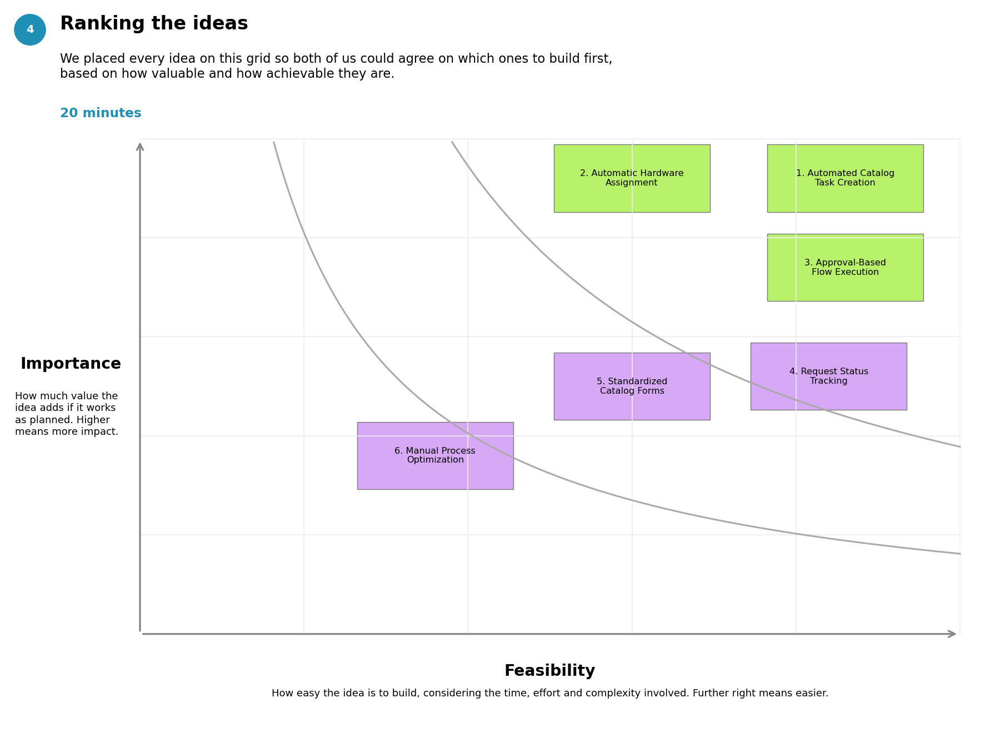 4
Ranking the ideas
We placed every idea on this grid so both of us could agree on which ones to build first,
based on how valuable and how achievable they are.
20 minutes
2. Automatic Hardware
Assignment
1. Automated Catalog
Task Creation
3. Approval-Based
Flow Execution
4. Request Status
Tracking
5. Standardized
Catalog Forms
6. Manual Process
Optimization
Importance
How much value the
idea adds if it works
as planned. Higher
means more impact.
Feasibility
How easy the idea is to build, considering the time, effort and complexity involved. Further right means easier.